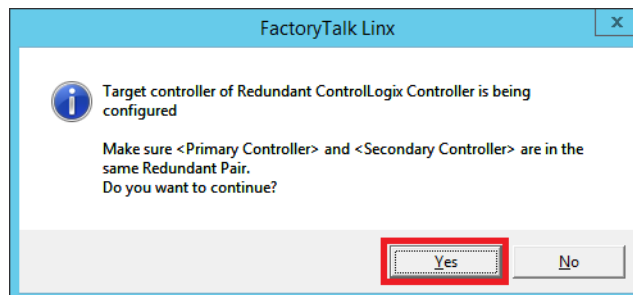 FactoryTalk Linx
x
Target controller of Redundant ControlLogix Controller is being
configured
Make sure <Primary Controller> and <Secondary Controller> are in the
same Redundant Pair.
Do you want to continue?
Yes
No